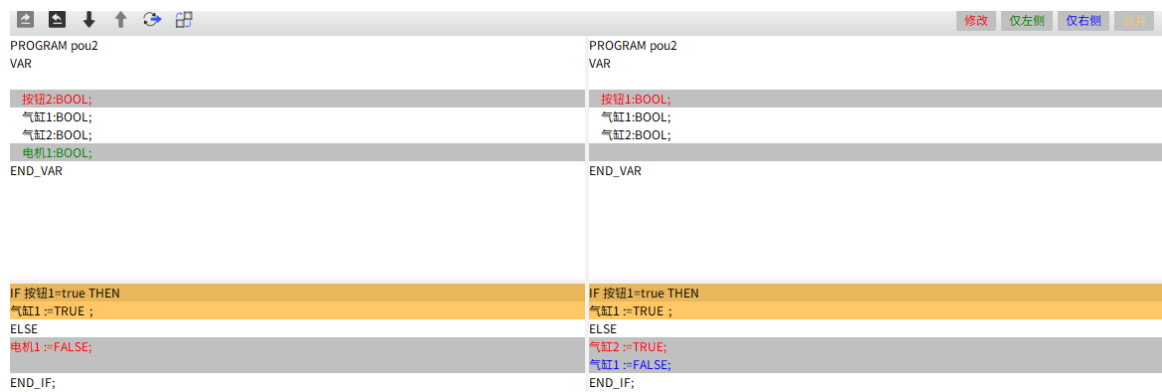 修改 仅左侧 仅右侧 合并
PROGRAM pou2
VAR
按钮2:BOOL;
气缸1:BOOL;
气缸2:BOOL;
电机1:BOOL;
END_VAR
IF 按钮1=true THEN
气缸1 :=TRUE ;
ELSE
电机1 :=FALSE;
END_IF;
PROGRAM pou2
VAR
按钮1:BOOL;
气缸1:BOOL;
气缸2:BOOL;
END_VAR
IF 按钮1=true THEN
气缸1 :=TRUE ;
ELSE
气缸2 :=TRUE;
气缸1 :=FALSE;
END_IF;